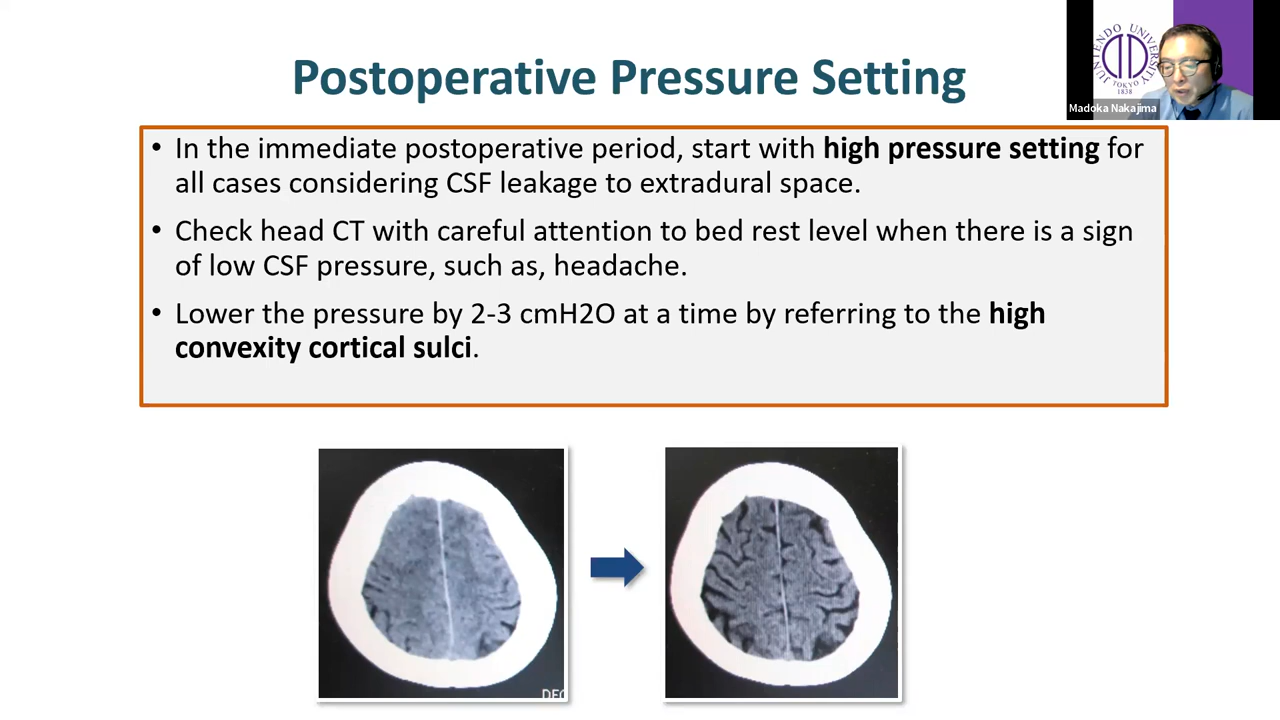 Postoperative Pressure Setting
JUNTENDO UNIVERSITY
TOKYO
1838
Madoka Nakajima
• In the immediate postoperative period, start with high pressure setting for
all cases considering CSF leakage to extradural space.
• Check head CT with careful attention to bed rest level when there is a sign
of low CSF pressure, such as, headache.
• Lower the pressure by 2-3 cmH2O at a time by referring to the high
convexity cortical sulci.